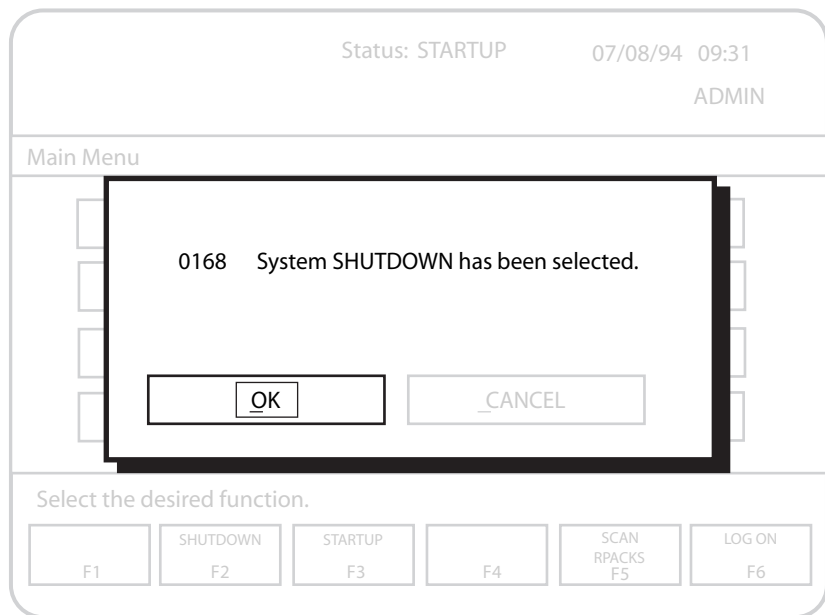 Status: STARTUP 07/08/94 09:31
ADMIN
Main Menu
0168 System SHUTDOWN has been selected.
OK CANCEL
Select the desired function.
SHUTDOWN STARTUP SCAN RPACKS LOG ON
F1 F2 F3 F4 F5 F6